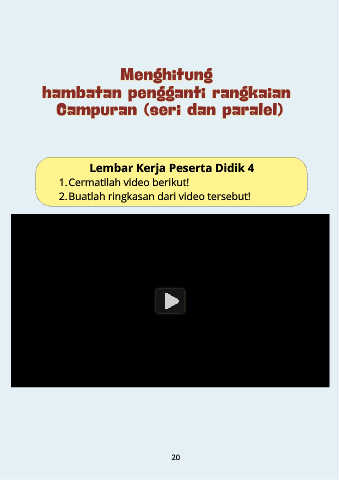 Menghitung
hambatan pengganti rangkaian
Campuran (seri dan paralel)
Lembar Kerja Peserta Didik 4
1. Cermatilah video berikut!
2. Buatlah ringkasan dari video tersebut!
20